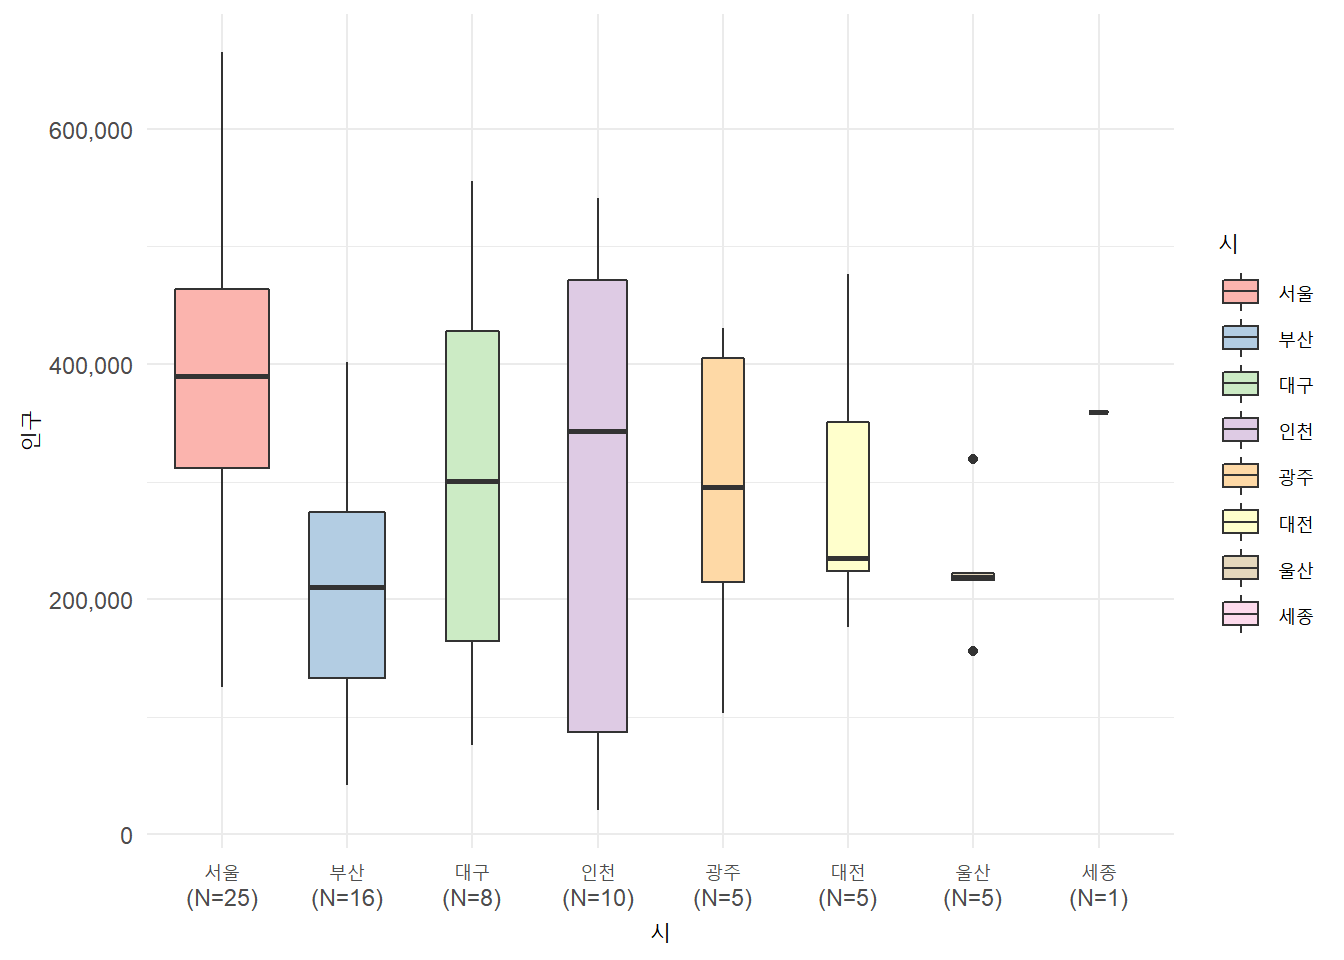 600,000
400,000
200,000
0
인구
서울
(N=25)
부산
(N=16)
대구
(N=8)
인천
(N=10)
광주
(N=5)
대전
(N=5)
울산
(N=5)
세종
(N=1)
시
시
서울
부산
대구
인천
광주
대전
울산
세종